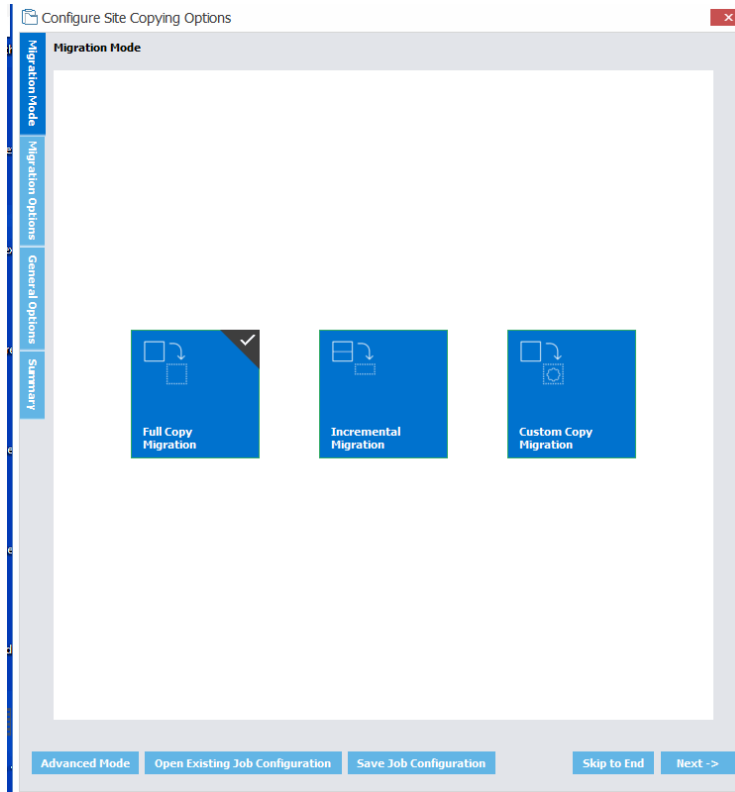 Configure Site Copying Options
Migration Mode
Migration Mode
Migration Options
General Options
Summary
Full Copy
Migration
Incremental
Migration
Custom Copy
Migration
Advanced Mode
Open Existing Job Configuration
Save Job Configuration
Skip to End
Next ->